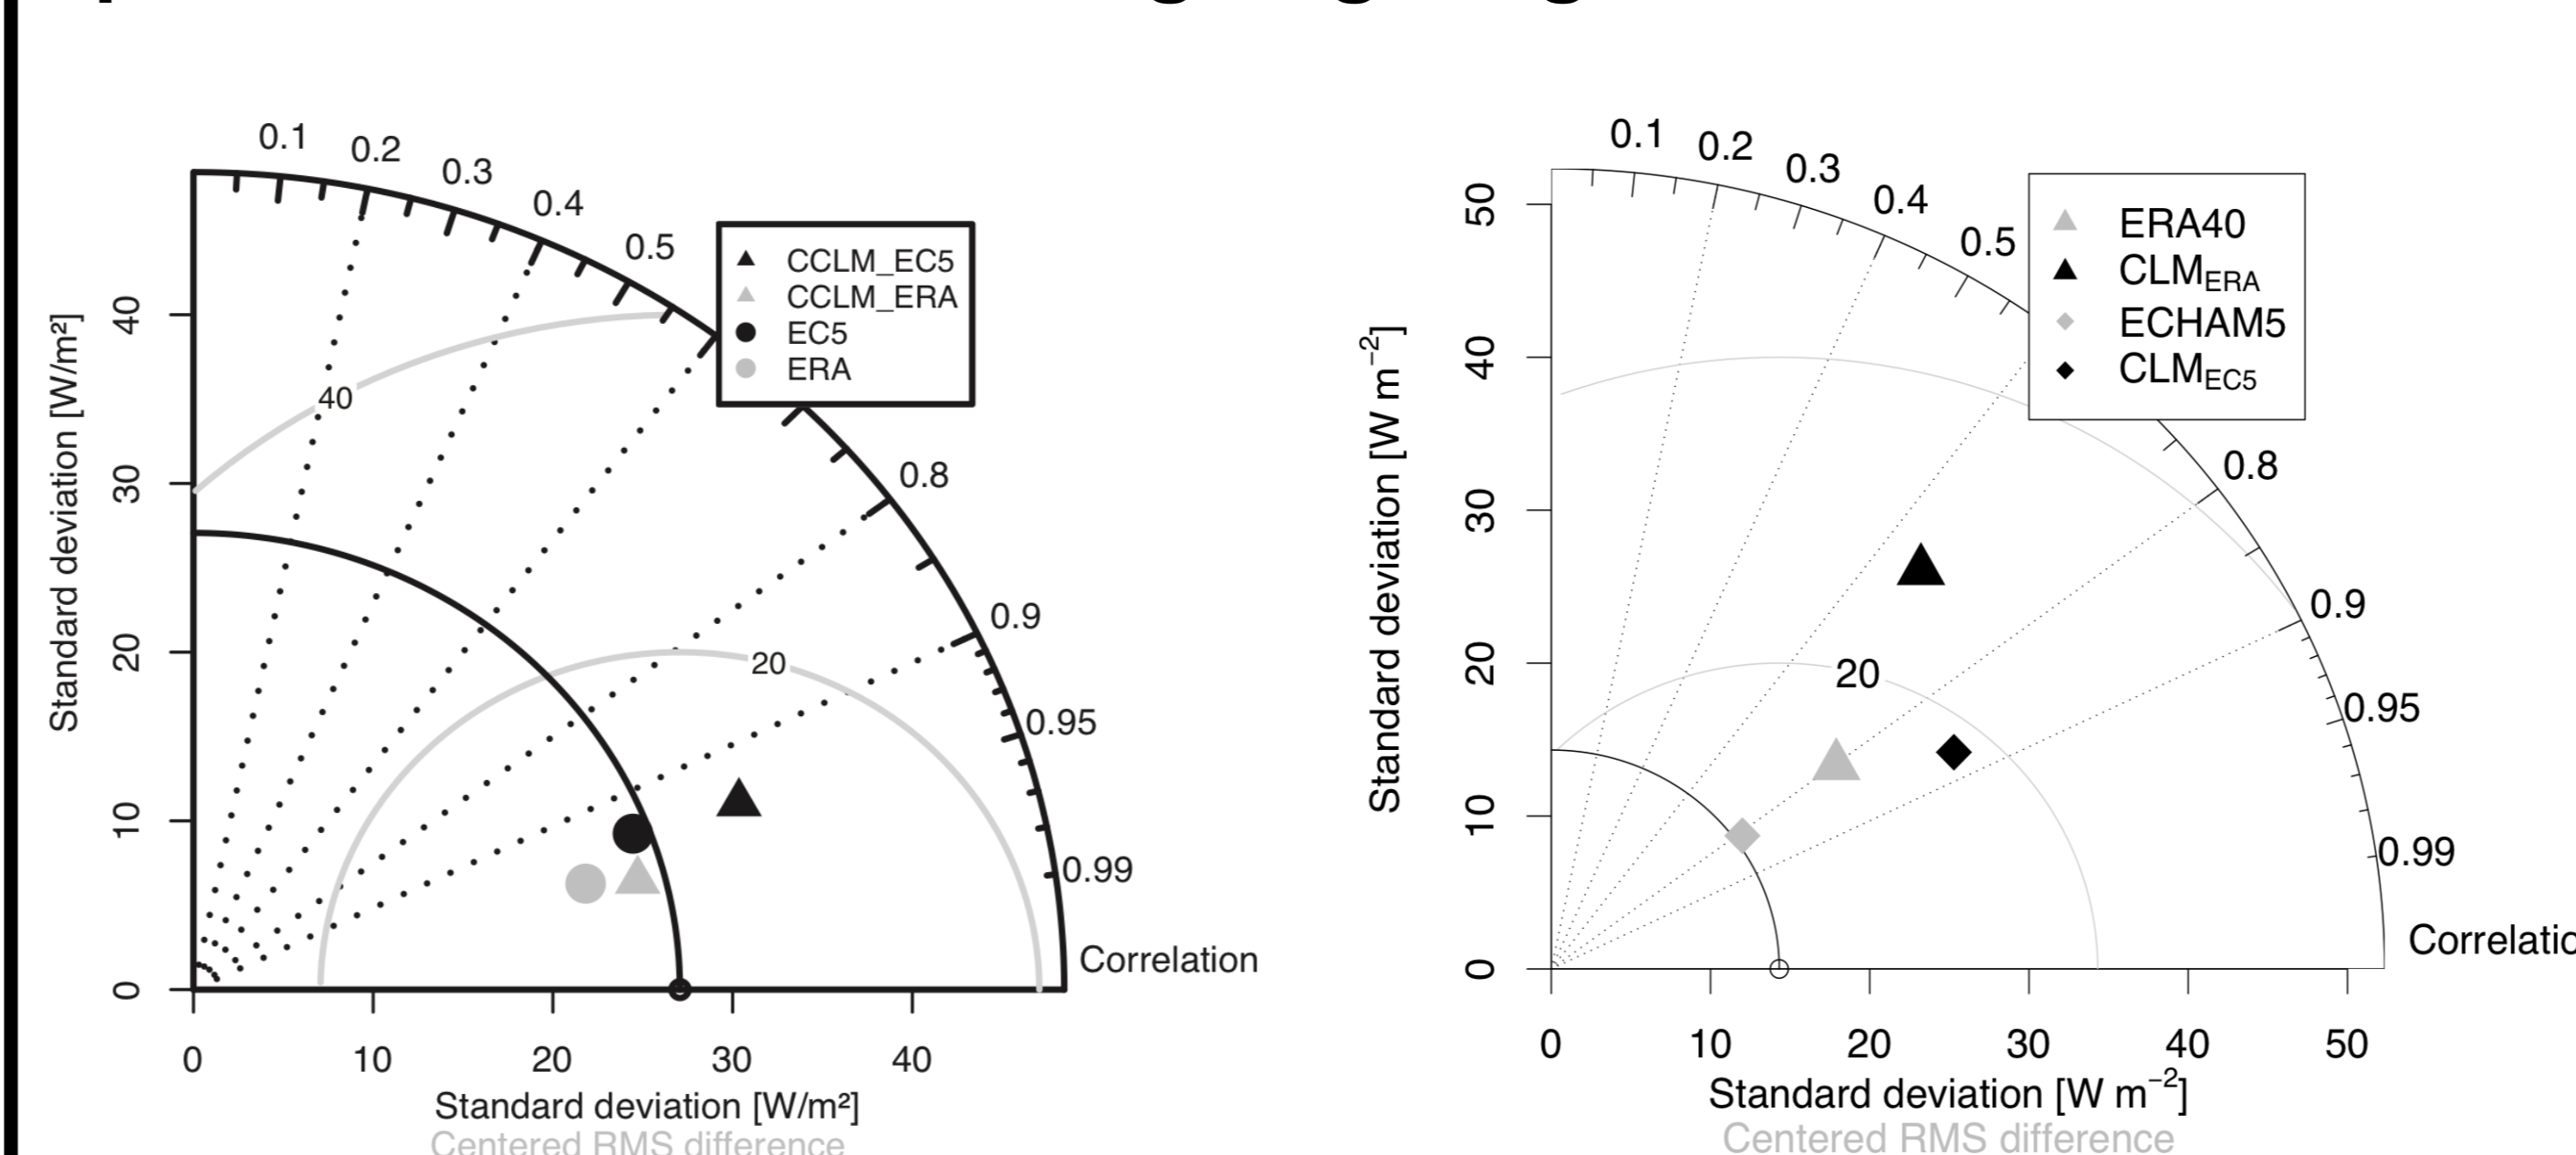 0.1
0.2
0.3
0.4
0.5
0.8
0.9
0.95
0.99
Correlation
CCLM_EC5
CCLM_ERA
EC5
ERA
40
20
Standard deviation [W/m²]
40
30
20
10
0
0 10 20 30 40
Standard deviation [W/m²]
Centered RMS difference
0.1
0.2
0.3
0.4
0.5
0.8
0.9
0.95
0.99
Correlatio
ERA40
CLM_ERA
ECHAM5
CLM_EC5
20
Standard deviation [W m⁻²]
50
40
30
20
10
0
0 10 20 30 40 50
Standard deviation [W m⁻²]
Centered RMS difference